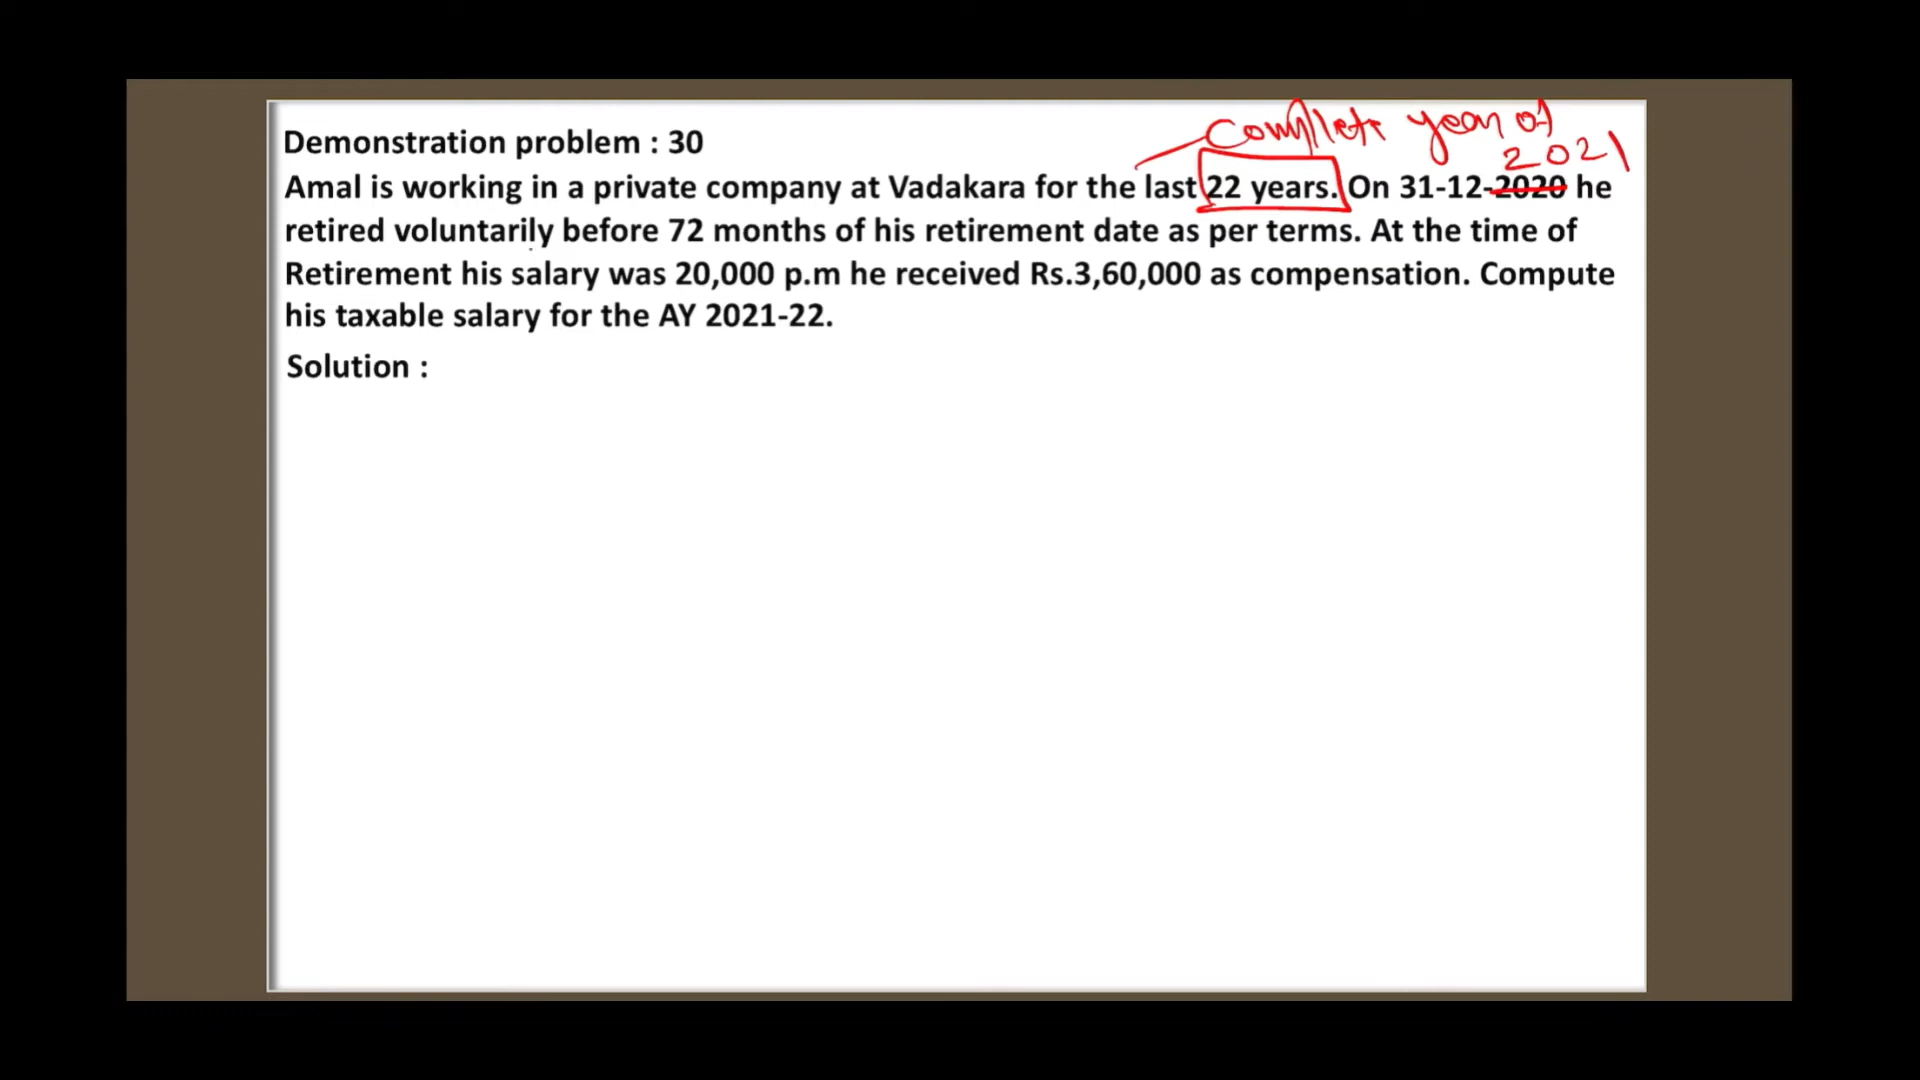 Complete year of
Demonstration problem : 30
2021
Amal is working in a private company at Vadakara for the last 22 years. On 31-12-2020 he
retired voluntarily before 72 months of his retirement date as per terms. At the time of
Retirement his salary was 20,000 p.m he received Rs.3,60,000 as compensation. Compute
his taxable salary for the AY 2021-22.
Solution :